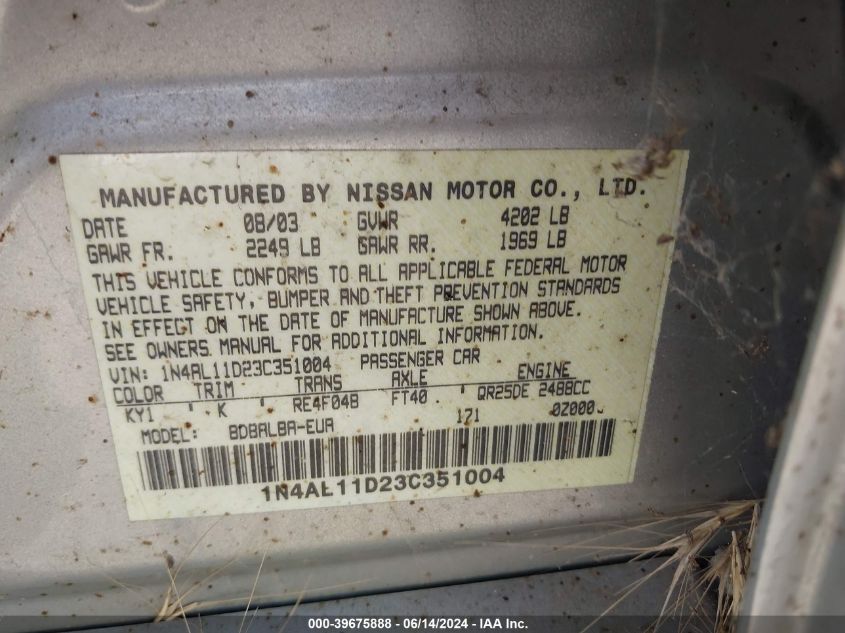 MANUFACTURED BY NISSAN MOTOR CO., LTD.
DATE 08/03 GVWR 4202 LB
GAWR FR. 2249 LB GAWR RR. 1969 LB
THIS VEHICLE CONFORMS TO ALL APPLICABLE FEDERAL MOTOR
VEHICLE SAFETY, BUMPER AND THEFT PREVENTION STANDARDS
IN EFFECT ON THE DATE OF MANUFACTURE SHOWN ABOVE.
SEE OWNERS MANUAL FOR ADDITIONAL INFORMATION.
VIN: 1N4AL11D23C351004 PASSENGER CAR
COLOR TRIM TRANS AXLE ENGINE
KY1 K RE4F04B FT40 QR25DE 2488CC
MODEL: BDBALBA-EUA 171 0Z000
1N4AL11D23C351004
000-39675888 - 06/14/2024 - IAA Inc.